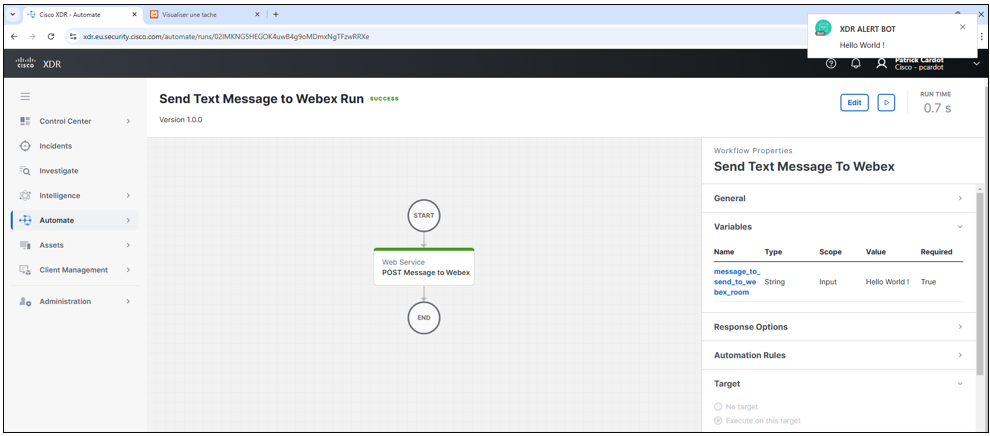 Cisco XDR - Automate
Visualiser une tache
xdr.eu.security.cisco.com/automate/runs/02IMKNG5HEGOK4uwB4g9oMDmxNgTFzwRRXe
XDR ALERT BOT
Hello World !
CISCO XDR
Patrick Cardot
Cisco - pcardot
Send Text Message to Webex Run SUCCESS
Version 1.0.0
Edit
RUN TIME
0.7 s
Control Center
Incidents
Investigate
Intelligence
Automate
Assets
Client Management
Administration
START
Web Service
POST Message to Webex
END
Workflow Properties
Send Text Message To Webex
General
Variables
Name Type Scope Value Required
message_to_
send_to_we
bex_room
String Input Hello World ! True
Response Options
Automation Rules
Target
No target
Execute on this target